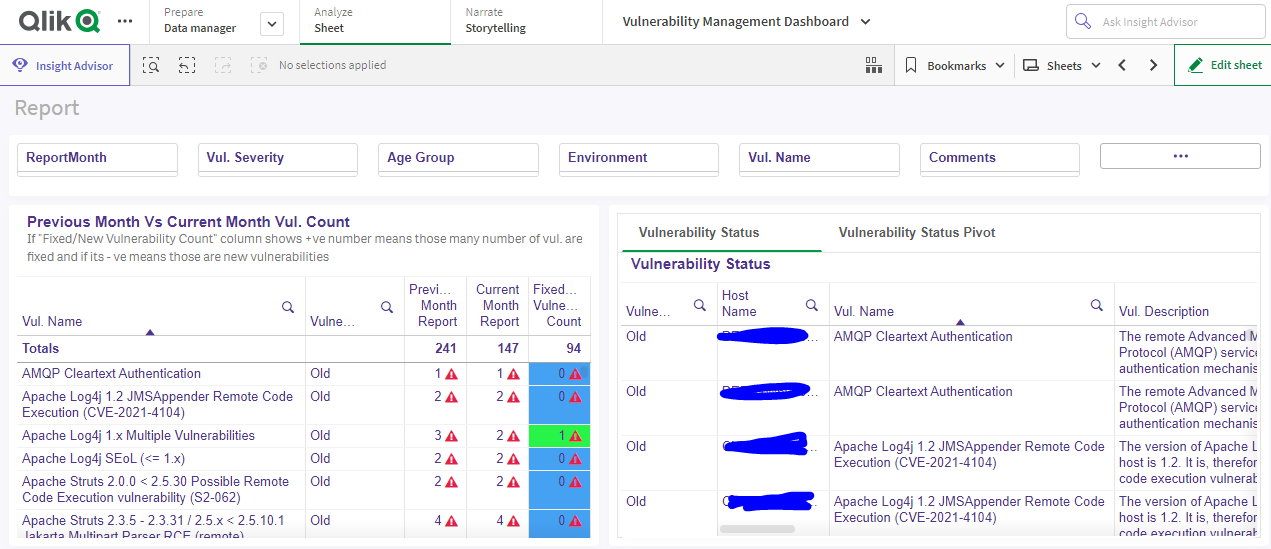 Qlik
Prepare
Data manager
Analyze
Sheet
Narrate
Storytelling
Vulnerability Management Dashboard
Ask Insight Advisor
Insight Advisor
No selections applied
Bookmarks
Sheets
Edit sheet
Report
ReportMonth
Vul. Severity
Age Group
Environment
Vul. Name
Comments
...
Previous Month Vs Current Month Vul. Count
If "Fixed/New Vulnerability Count" column shows +ve number means those many number of vul. are
fixed and if its - ve means those are new vulnerabilities
Vul. Name
Vulne...
Previ...
Month
Report
Current
Month
Report
Fixed...
Vulne...
Count
Totals 241 147 94
AMQP Cleartext Authentication Old 1 1 0
Apache Log4j 1.2 JMSAppender Remote Code Old 2 2 0
Execution (CVE-2021-4104)
Apache Log4j 1.x Multiple Vulnerabilities Old 3 2 1
Apache Log4j SEoL (<= 1.x) Old 2 2 0
Apache Struts 2.0.0 < 2.5.30 Possible Remote Old 2 2 0
Code Execution vulnerability (S2-062)
Apache Struts 2.3.5 - 2.3.31 / 2.5.x < 2.5.10.1 Old 4 4 0
Jakarta Multipart Parser RCE (remote)
Vulnerability Status
Vulnerability Status Pivot
Vulnerability Status
Vulne...
Host
Name
Vul. Name
Vul. Description
Old AMQP Cleartext Authentication The remote Advanced M
Protocol (AMQP) service
authentication mechanis
Old AMQP Cleartext Authentication The remote Advanced M
Protocol (AMQP) service
authentication mechanis
Old Apache Log4j 1.2 JMSAppender Remote Code The version of Apache L
Execution (CVE-2021-4104) host is 1.2. It is, therefor
code execution vulnerab
Old Apache Log4j 1.2 JMSAppender Remote Code The version of Apache L
Execution (CVE-2021-4104) host is 1.2. It is, therefor
code execution vulnerab